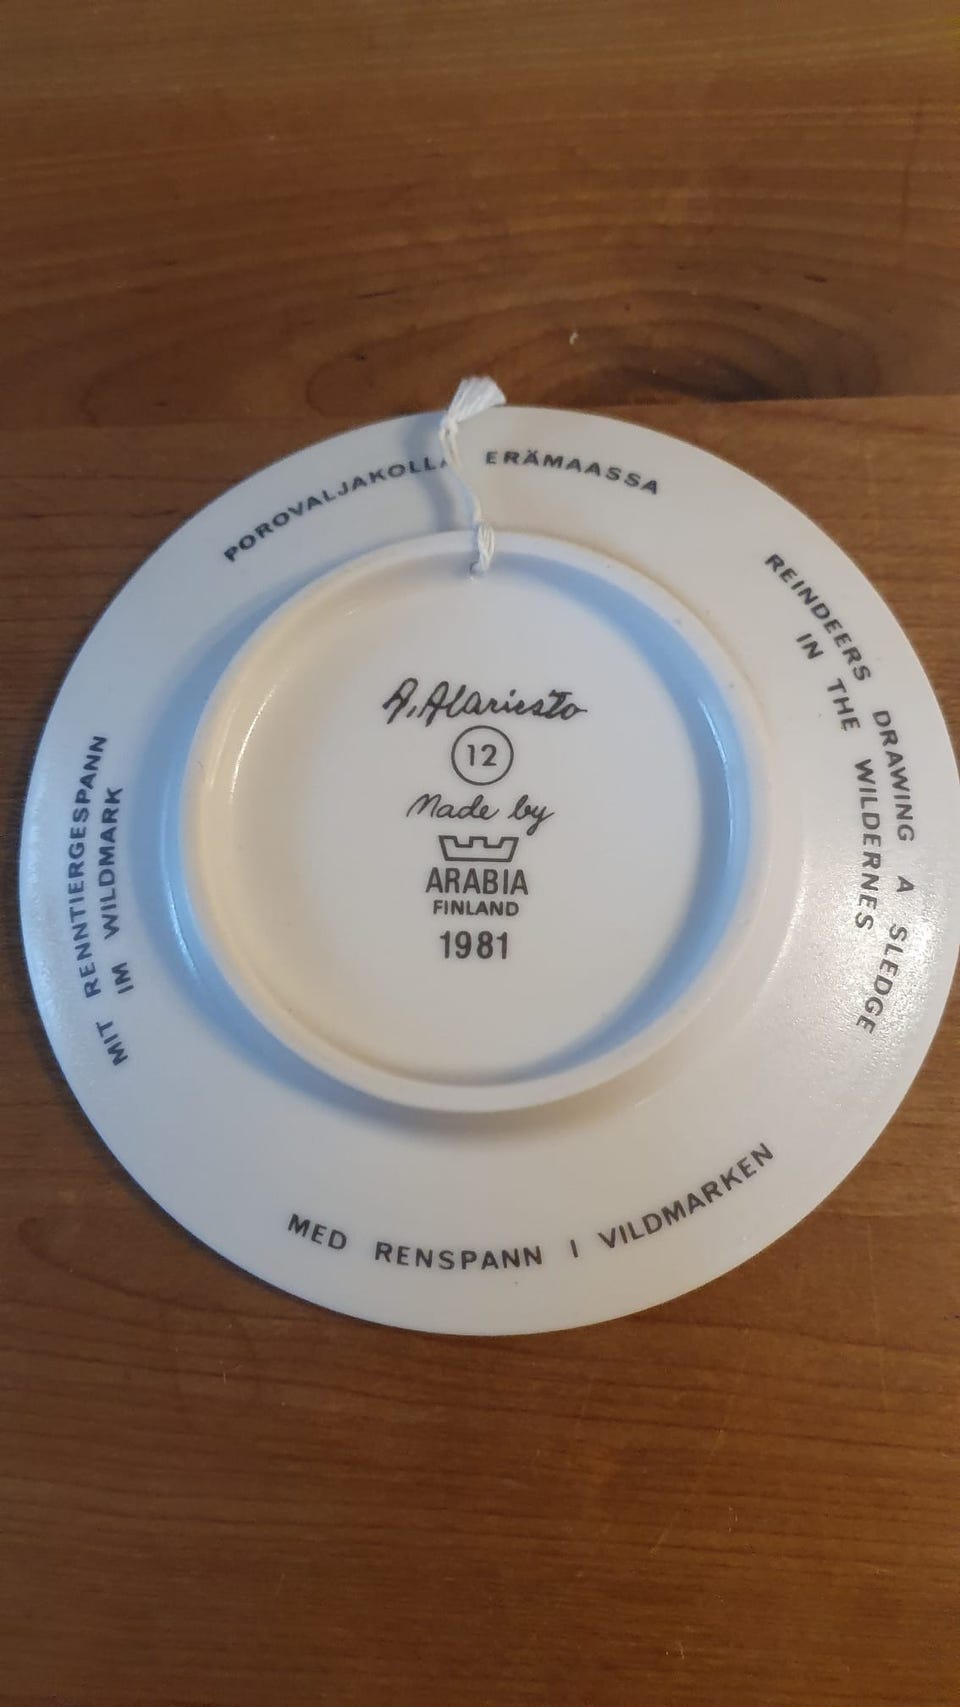 POROVALJAKOLLA ERÄMAASSA
REINDEERS DRAWING A SLEDGE
IN THE WILDERNES
A. Alariesto
12
Made by
ARABIA
FINLAND
1981
MIT RENNTIERGESPANN
IM WILDMARK
MED RENSPANN I VILDMARKEN